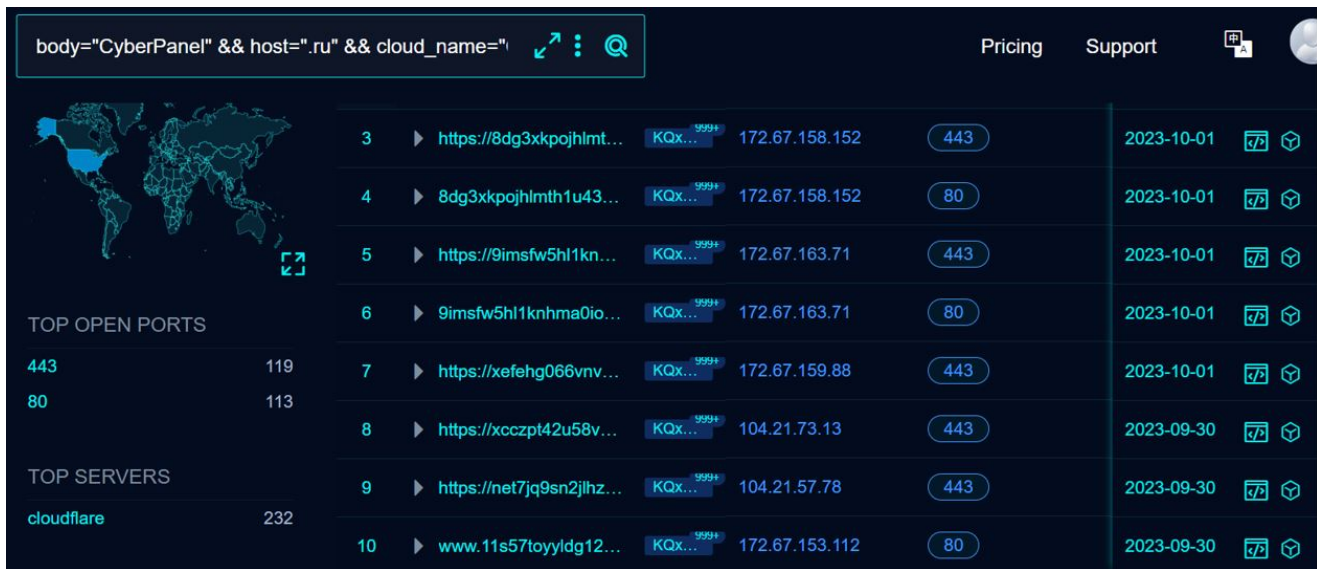 body="CyberPanel" && host=".ru" && cloud_name="
Pricing Support 中 A
3 https://8dg3xkpojhlmt... KQx... 999+ 172.67.158.152 443 2023-10-01
4 8dg3xkpojhlmth1u43... KQx... 999+ 172.67.158.152 80 2023-10-01
5 https://9imsfw5hl1kn... KQx... 999+ 172.67.163.71 443 2023-10-01
6 9imsfw5hl1knhma0io... KQx... 999+ 172.67.163.71 80 2023-10-01
7 https://xefehg066vnv... KQx... 999+ 172.67.159.88 443 2023-10-01
8 https://xcczpt42u58v... KQx... 999+ 104.21.73.13 443 2023-09-30
9 https://net7jq9sn2jlhz... KQx... 999+ 104.21.57.78 443 2023-09-30
10 www.11s57toyyldg12... KQx... 999+ 172.67.153.112 80 2023-09-30
TOP OPEN PORTS
443 119
80 113
TOP SERVERS
cloudflare 232